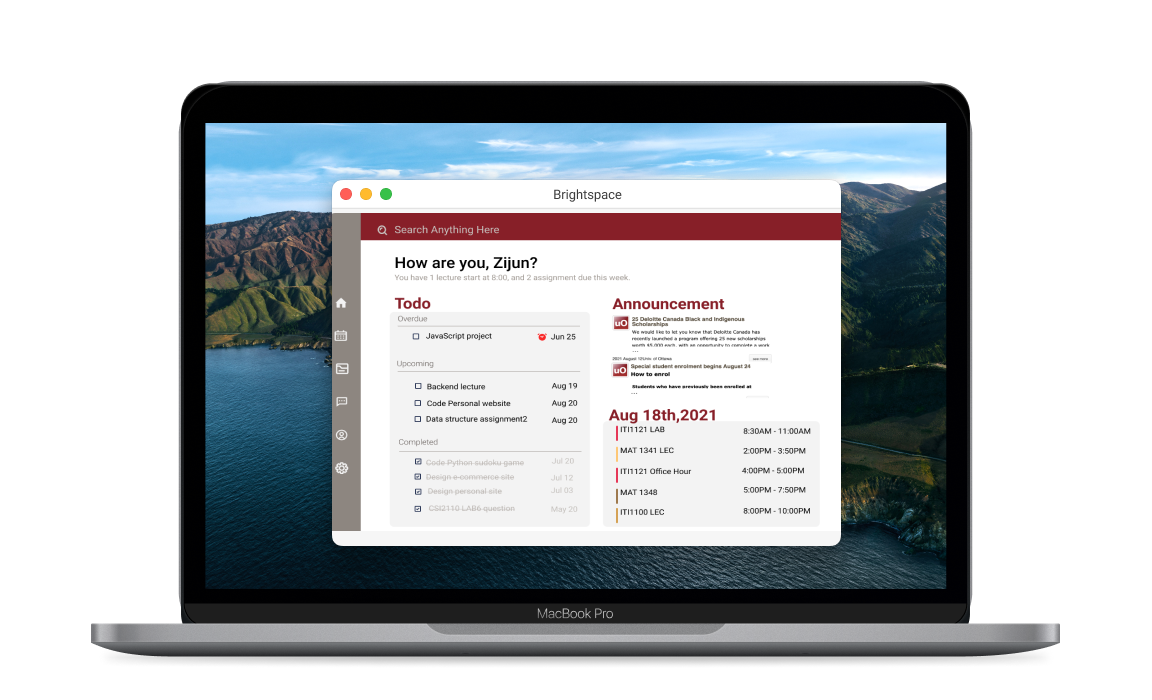 Brightspace
Search Anything Here
How are you, Zijun?
You have 1 lecture start at 8:00, and 2 assignment due this week.
Todo
Overdue
JavaScript project Jun 25
Upcoming
Backend lecture Aug 19
Code Personal website Aug 20
Data structure assignment2 Aug 20
Completed
Code Python sudoku game Jul 20
Design e-commerce site Jul 12
Design personal site Jul 03
CSI2110 LAB6 question May 20
Announcement
uO
25 Deloitte Canada Black and Indigenous
Scholarships
We would like to let you know that Deloitte Canada has
recently launched a program offering 25 new scholarships
worth $5,000 each, with an opportunity to complete a work
...
2021 August 12 Univ. of Ottawa see more
uO
Special student enrolment begins August 24
How to enrol
Students who have previously been enrolled at
...
Aug 18th,2021
ITI1121 LAB 8:30AM - 11:00AM
MAT 1341 LEC 2:00PM - 3:50PM
ITI1121 Office Hour 4:00PM - 5:00PM
MAT 1348 5:00PM - 7:50PM
ITI1100 LEC 8:00PM - 10:00PM
MacBook Pro